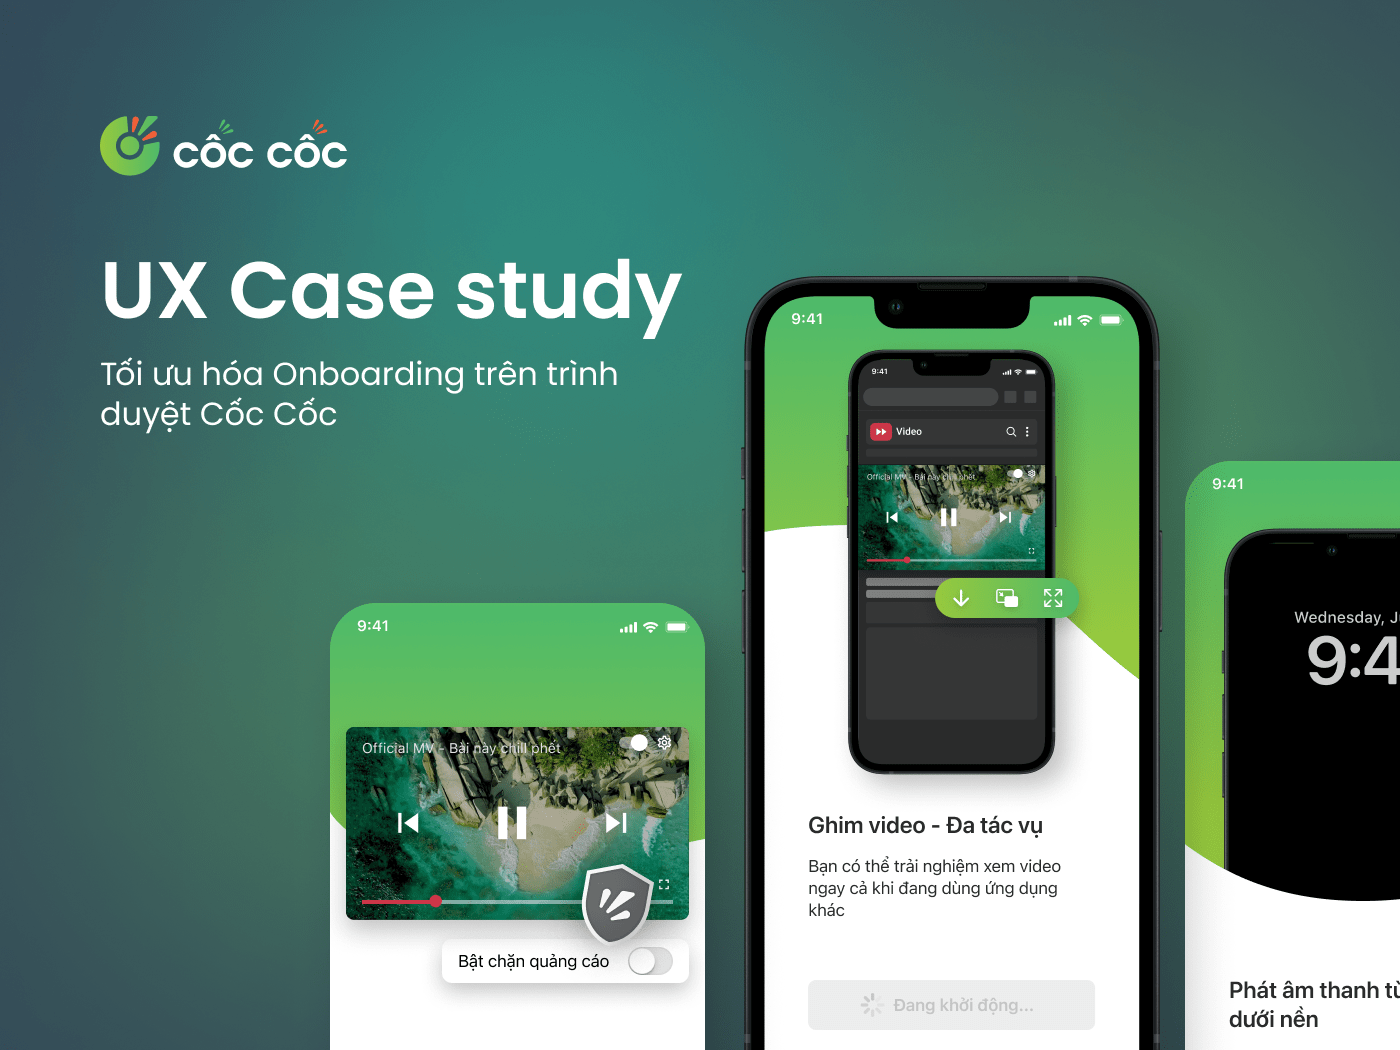 cốc cốc
UX Case study
Tối ưu hóa Onboarding trên trình
duyệt Cốc Cốc
9:41
Official MV - Bài này chill phết
Bật chặn quảng cáo
9:41
9:41
Video
Official MV - Bài này chill phết
Ghim video - Đa tác vụ
Bạn có thể trải nghiệm xem video
ngay cả khi đang dùng ứng dụng
khác
Đang khởi động...
9:41
Wednesday, Ju
9:4
Phát âm thanh từ
dưới nền